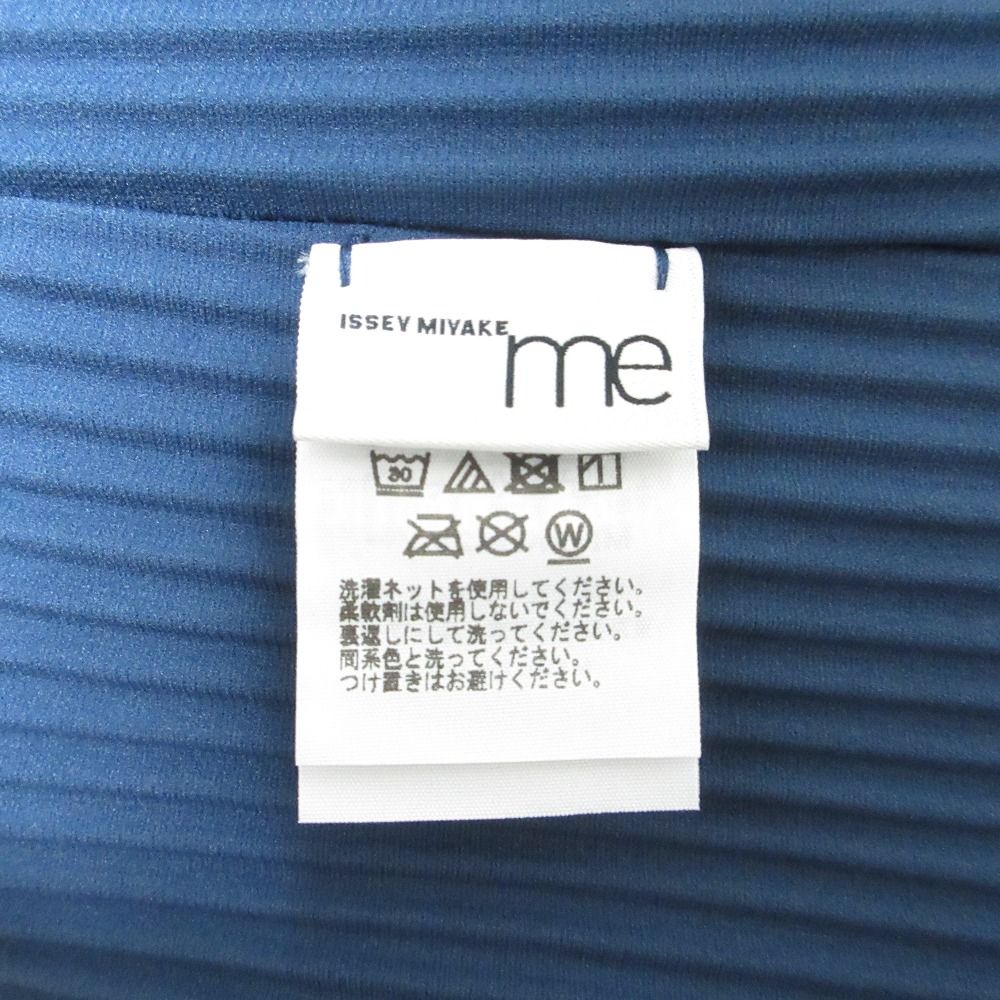 ISSEY MIYAKE
me
30
W
洗濯ネットを使用してください。
柔軟剤は使用しないでください。
裏返しにして洗ってください。
同系色と洗ってください。
つけ置きはお避けください。